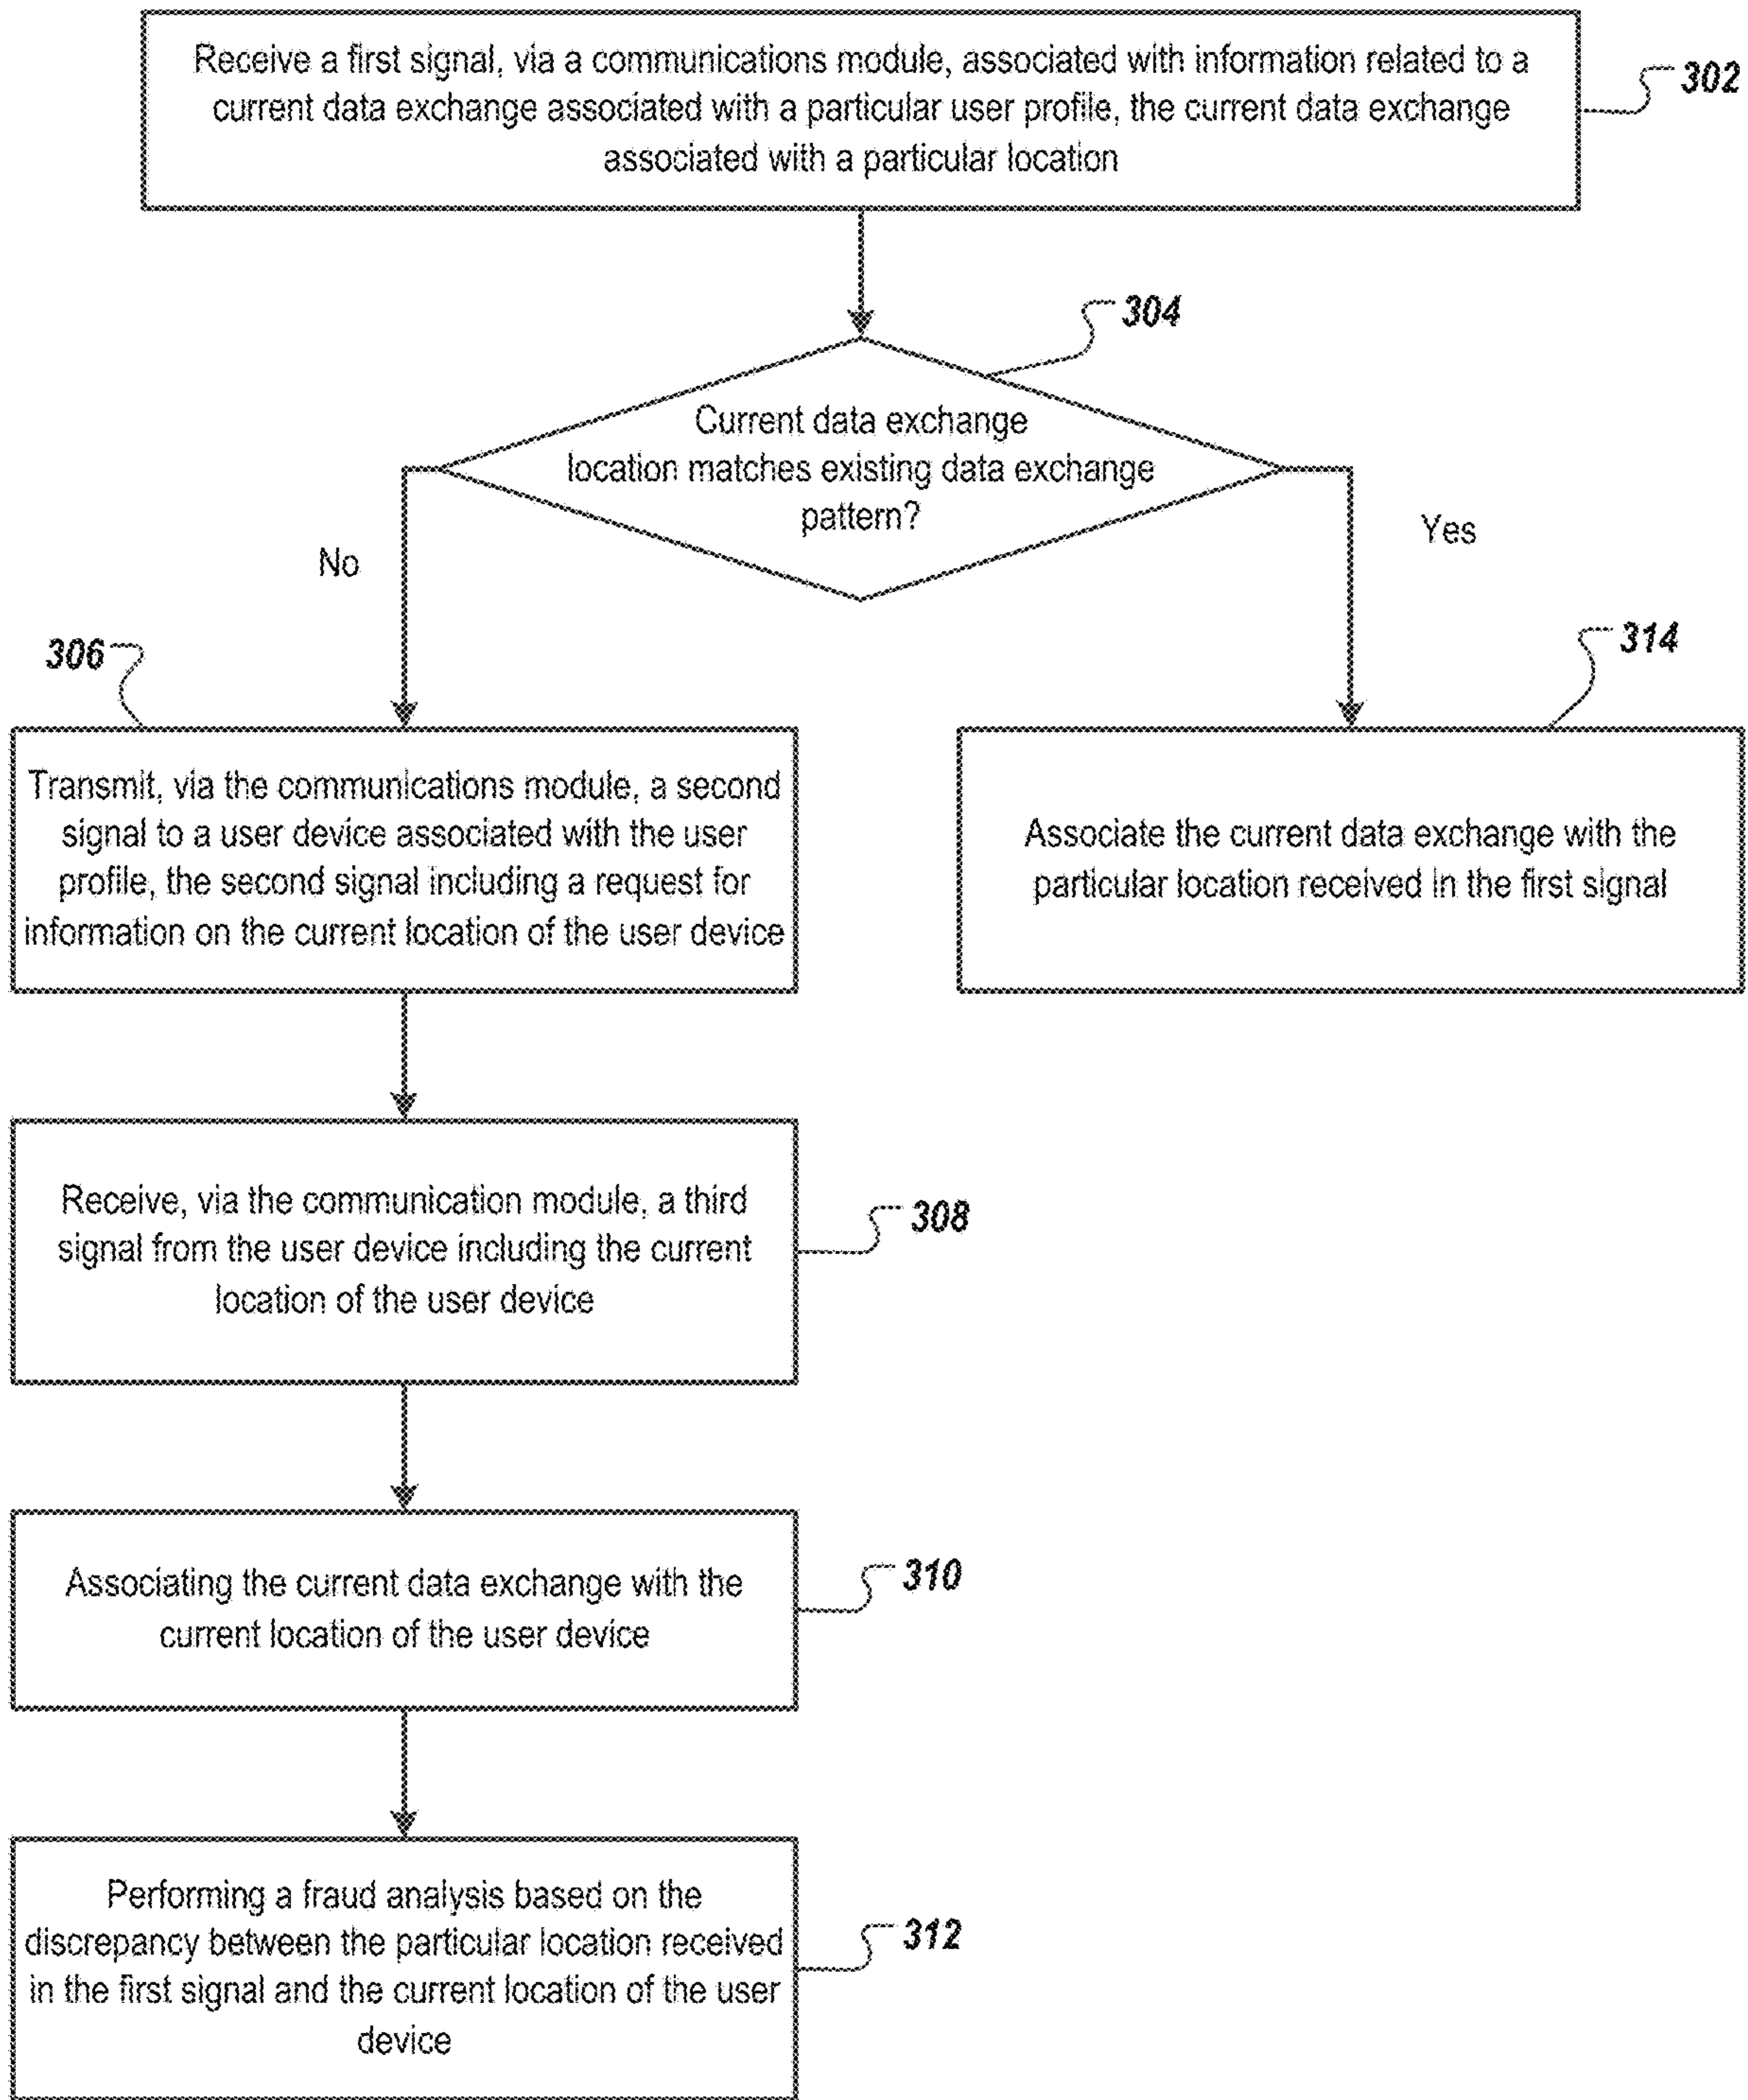 Receive a first signal, via a communications module, associated with information related to a
current data exchange associated with a particular user profile, the current data exchange
associated with a particular location
302
304
Current data exchange
location matches existing data exchange
pattern?
No
Yes
306
314
Transmit, via the communications module, a second
signal to a user device associated with the user
profile, the second signal including a request for
information on the current location of the user device
Associate the current data exchange with the
particular location received in the first signal
Receive, via the communication module, a third
signal from the user device including the current
location of the user device
308
Associating the current data exchange with the
current location of the user device
310
Performing a fraud analysis based on the
discrepancy between the particular location received
in the first signal and the current location of the user
device
312